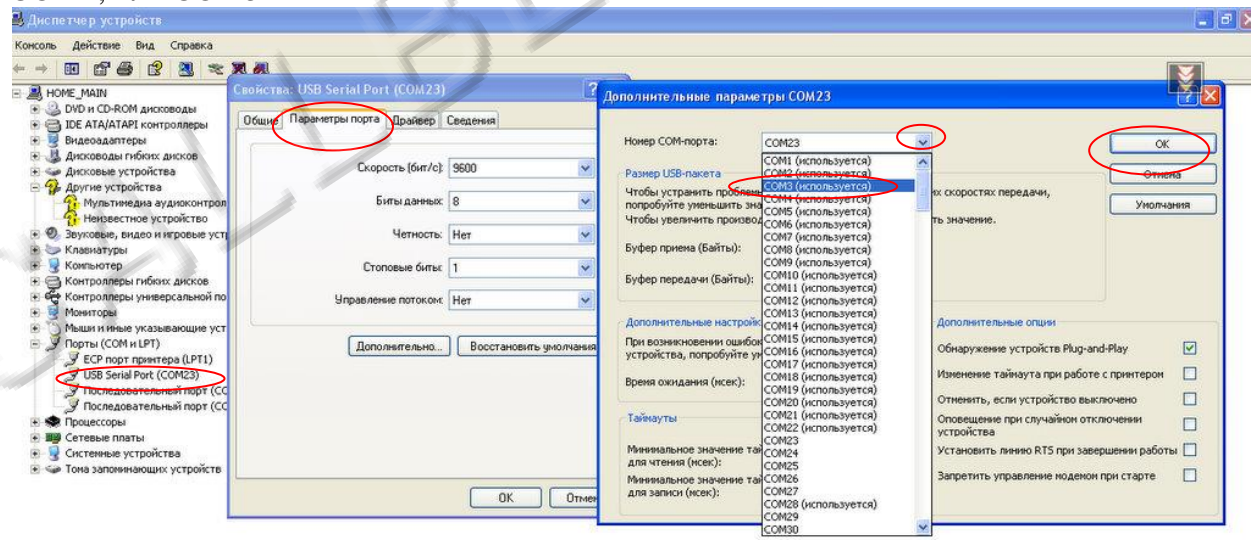 Диспетчер устройств
Консоль Действие Вид Справка
HOME_MAIN
DVD и CD-ROM дисководы
IDE ATA/ATAPI контроллеры
Видеоадаптеры
Дисководы гибких дисков
Дисковые устройства
Другие устройства
Мультимедиа аудиоконтрол
Неизвестное устройство
Звуковые, видео и игровые уст
Клавиатуры
Компьютер
Контроллеры гибких дисков
Контроллеры универсальной по
Мониторы
Мыши и иные указывающие уст
Порты (COM и LPT)
ECP порт принтера (LPT1)
USB Serial Port (COM23)
Последовательный порт (CO
Последовательный порт (CO
Процессоры
Сетевые платы
Системные устройства
Тома запоминающих устройств
Свойства: USB Serial Port (COM23)
Общие Параметры порта Драйвер Сведения
Скорость (бит/с): 9600
Биты данных: 8
Четность: Нет
Стоповые биты: 1
Управление потоком: Нет
Дополнительно... Восстановить умолчания
OK Отмен
Дополнительные параметры COM23
Номер COM-порта: COM23
OK
Отмена
Умолчания
Размер USB-пакета
Чтобы устранить проблемы их скоростях передачи,
попробуйте уменьшить зна
Чтобы увеличить производ ть значение.
Буфер приема (Байты):
Буфер передачи (Байты):
Дополнительные настройк
При возникновении ошибок
устройства, попробуйте ум
Время ожидания (мсек):
Таймауты
Минимальное значение тай
для чтения (мсек):
Минимальное значение тай
для записи (мсек):
COM1 (используется)
COM2 (используется)
COM3 (используется)
COM4 (используется)
COM5 (используется)
COM6 (используется)
COM7 (используется)
COM8 (используется)
COM9 (используется)
COM10 (используется)
COM11 (используется)
COM12 (используется)
COM13 (используется)
COM14 (используется)
COM15 (используется)
COM16 (используется)
COM17 (используется)
COM18 (используется)
COM19 (используется)
COM20 (используется)
COM21 (используется)
COM22 (используется)
COM23
COM24
COM25
COM26
COM27
COM28 (используется)
COM29
COM30
Дополнительные опции
Обнаружение устройств Plug-and-Play
Изменение таймаута при работе с принтером
Отменить, если устройство выключено
Оповещение при случайном отключении
устройства
Установить линию RTS при завершении работы
Запретить управление модемом при старте